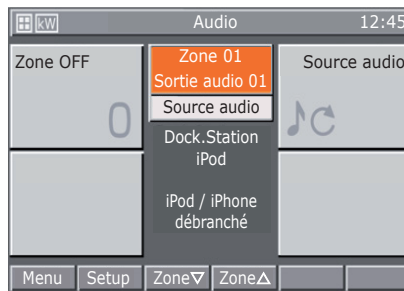 kW Audio 12:45
Zone OFF
0
Zone 01
Sortie audio 01
Source audio
Dock.Station
iPod
iPod / iPhone
débranché
Source audio
Menu Setup Zone▽ Zone△